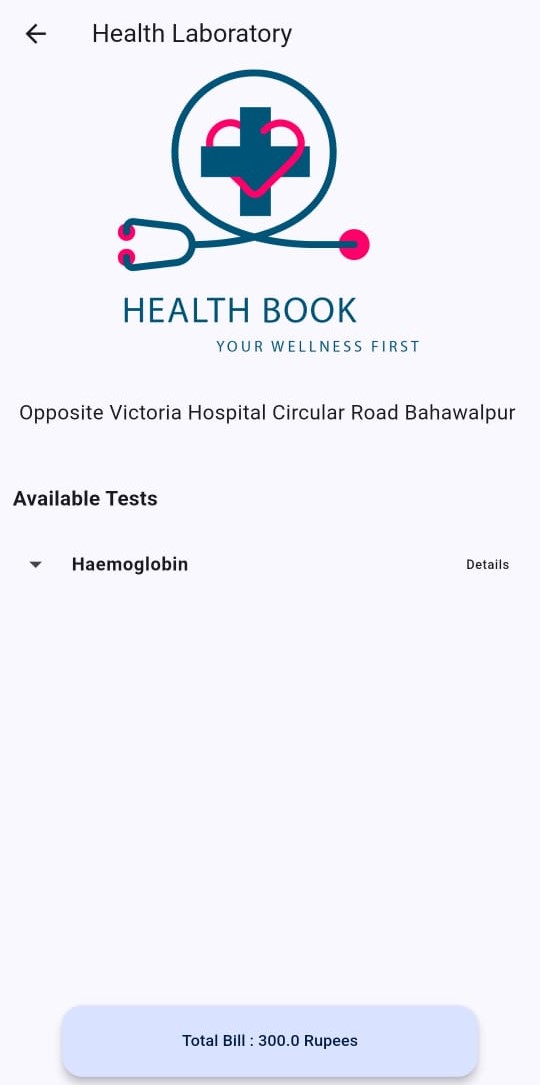 Health Laboratory
HEALTH BOOK
YOUR WELLNESS FIRST
Opposite Victoria Hospital Circular Road Bahawalpur
Available Tests
Haemoglobin Details
Total Bill : 300.0 Rupees